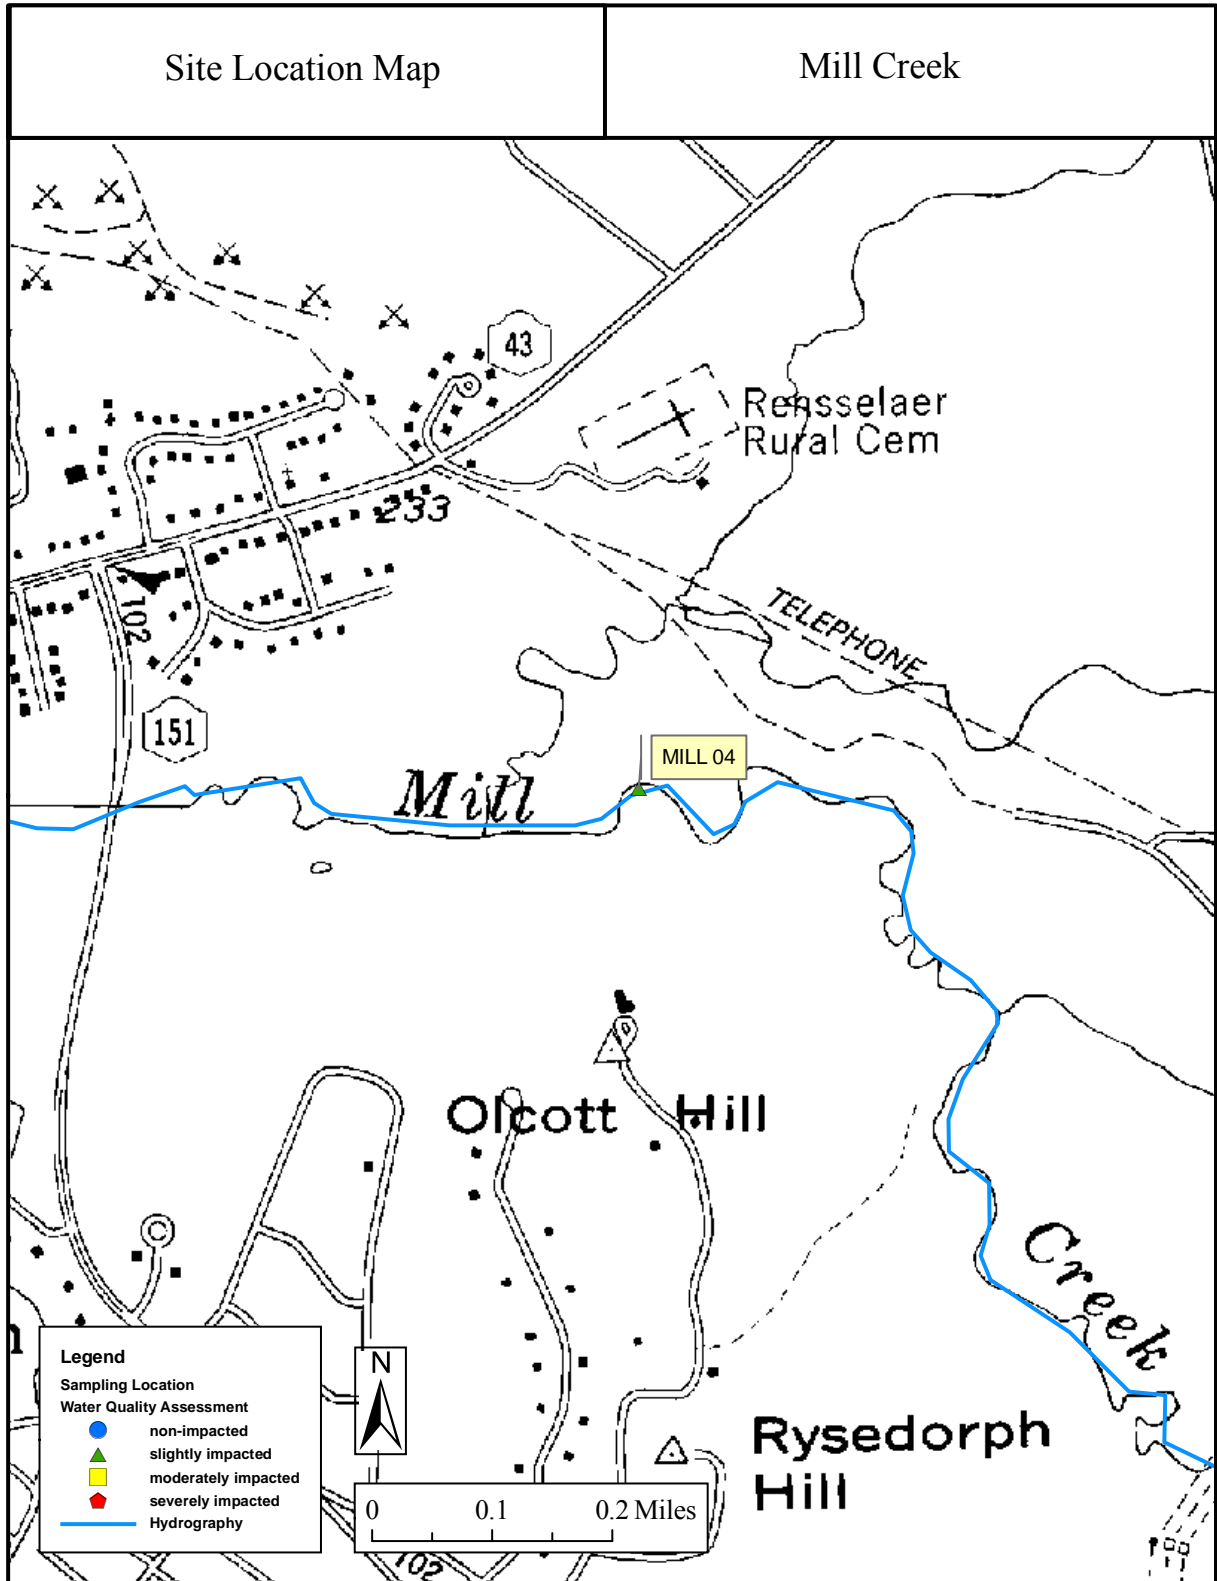 Site Location Map
Mill Creek
43
Rensselaer
Rural Cem
233
102
TELEPHONE
151
MILL 04
Mill
Olcott Hill
Creek
Rysedorph
Hill
Legend
Sampling Location
Water Quality Assessment
non-impacted
slightly impacted
moderately impacted
severely impacted
Hydrography
N
0 0.1 0.2 Miles
102